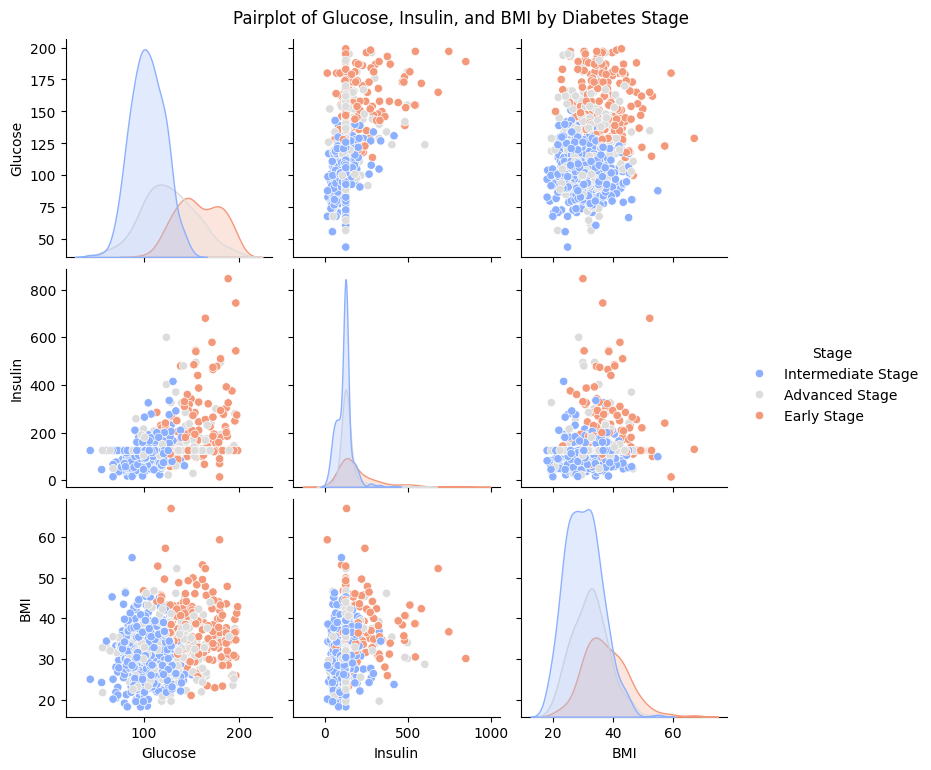 Pairplot of Glucose, Insulin, and BMI by Diabetes Stage
200
175
150
125
100
75
50
Glucose
800
600
400
200
0
Insulin
Stage
Intermediate Stage
Advanced Stage
Early Stage
60
50
40
30
20
BMI
100 200
0 500 1000
20 40 60
Glucose
Insulin
BMI